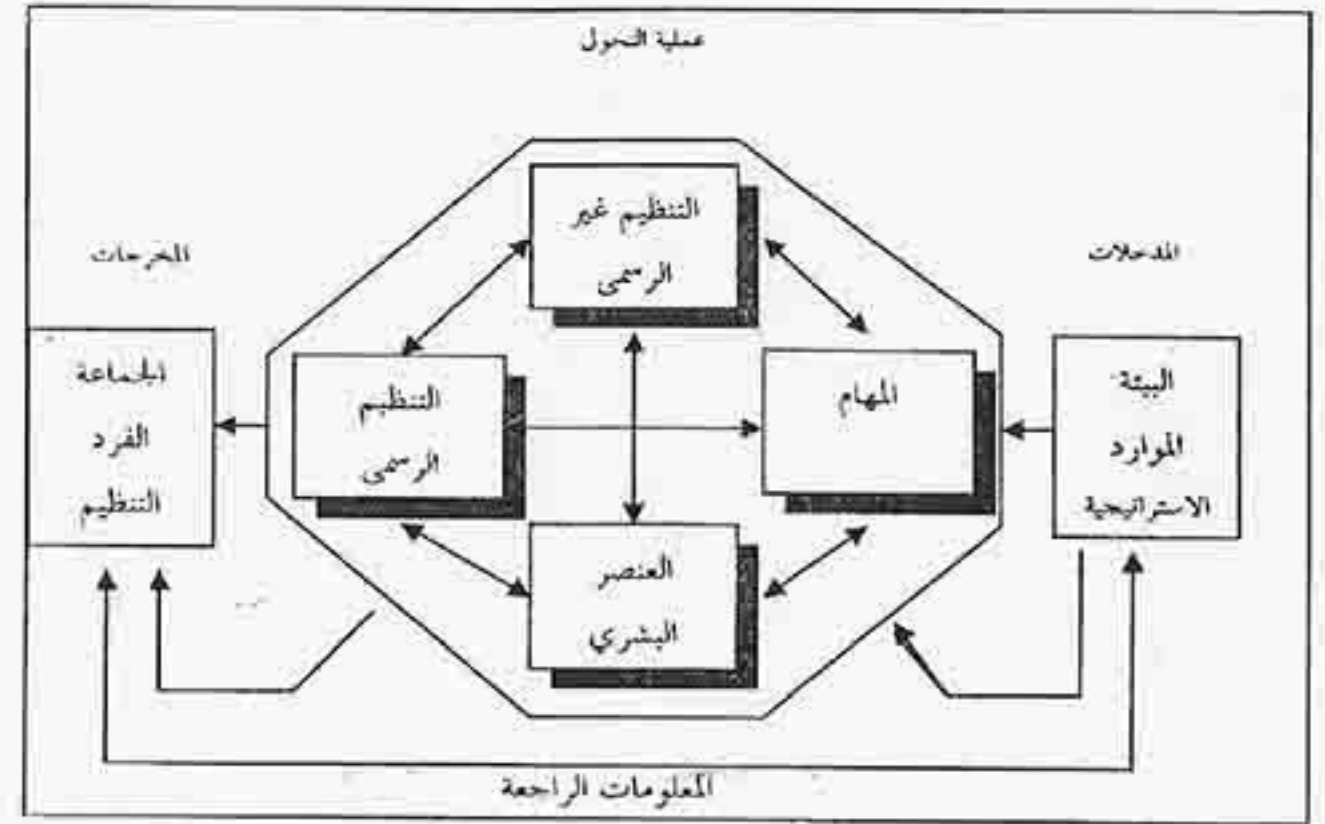 عملية التحول
المدخلات
المخرجات
التنظيم غير
الرسمى
المهام
التنظيم
الرسمى
العنصر
البشري
البيئة
الموارد
الاستراتيجية
الجماعة
الفرد
التنظيم
المعلومات الراجعة